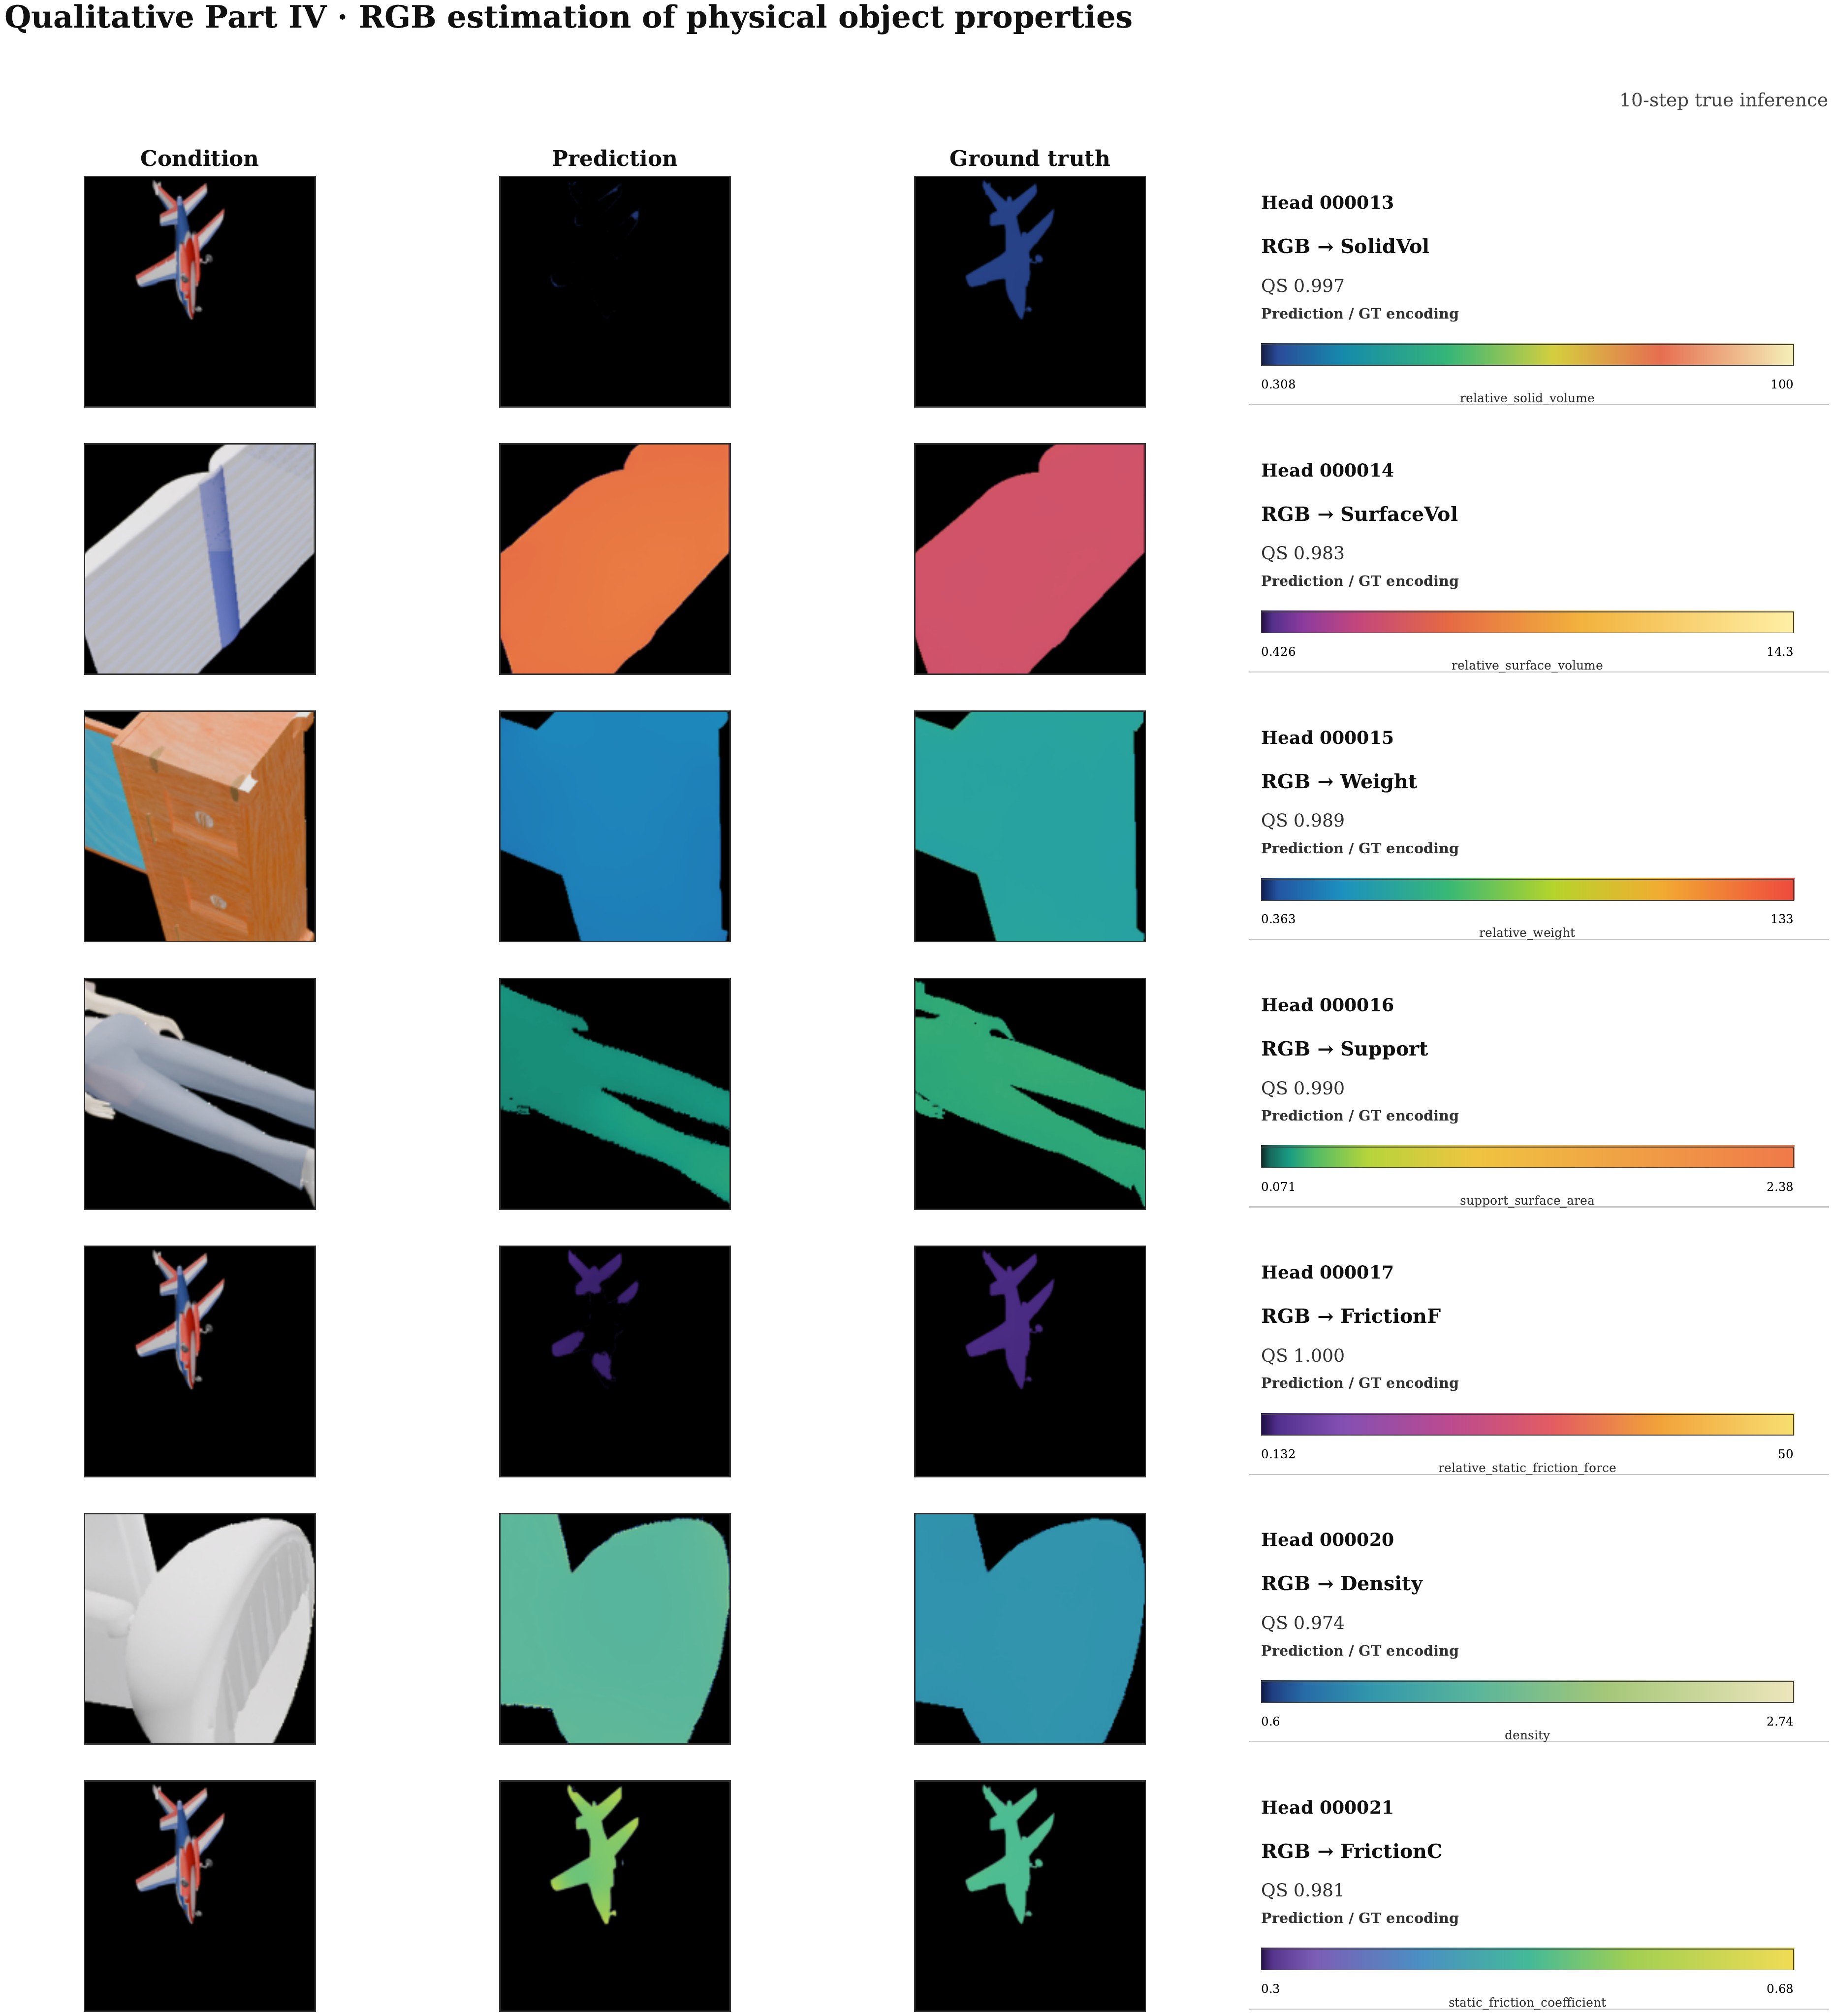 Qualitative Part IV · RGB estimation of physical object properties
10-step true inference
Condition Prediction Ground truth
Head 000013
RGB → SolidVol
QS 0.997
Prediction / GT encoding
0.308 100
relative_solid_volume
Head 000014
RGB → SurfaceVol
QS 0.983
Prediction / GT encoding
0.426 14.3
relative_surface_volume
Head 000015
RGB → Weight
QS 0.989
Prediction / GT encoding
0.363 133
relative_weight
Head 000016
RGB → Support
QS 0.990
Prediction / GT encoding
0.071 2.38
support_surface_area
Head 000017
RGB → FrictionF
QS 1.000
Prediction / GT encoding
0.132 50
relative_static_friction_force
Head 000020
RGB → Density
QS 0.974
Prediction / GT encoding
0.6 2.74
density
Head 000021
RGB → FrictionC
QS 0.981
Prediction / GT encoding
0.3 0.68
static_friction_coefficient